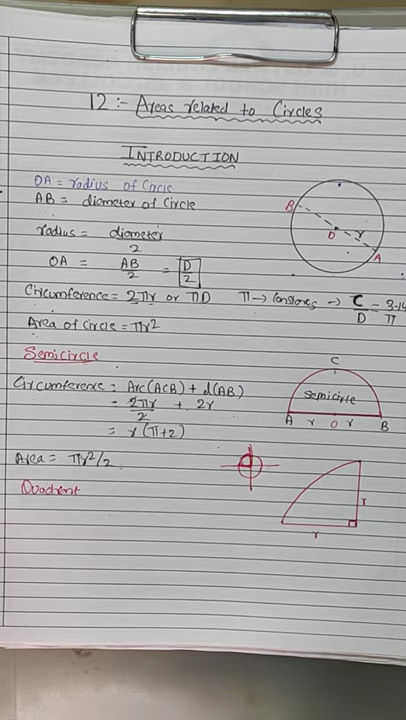 12:- Areas related to Circles
INTRODUCTION
OA = radius of Circle
AB = diameter of Circle
radius = diameter/2
OA = AB/2 = D/2
Circumference = 2πr or πD π → Constant → C/D = 3.14 π
Area of circle = πr²
B O r A
Semicircle
Circumference = Arc(ACB) + d(AB)
= 2πr/2 + 2r
= r(π+2)
C
Semicircle
A r O r B
Area = πr²/2
Quadrent
r
r